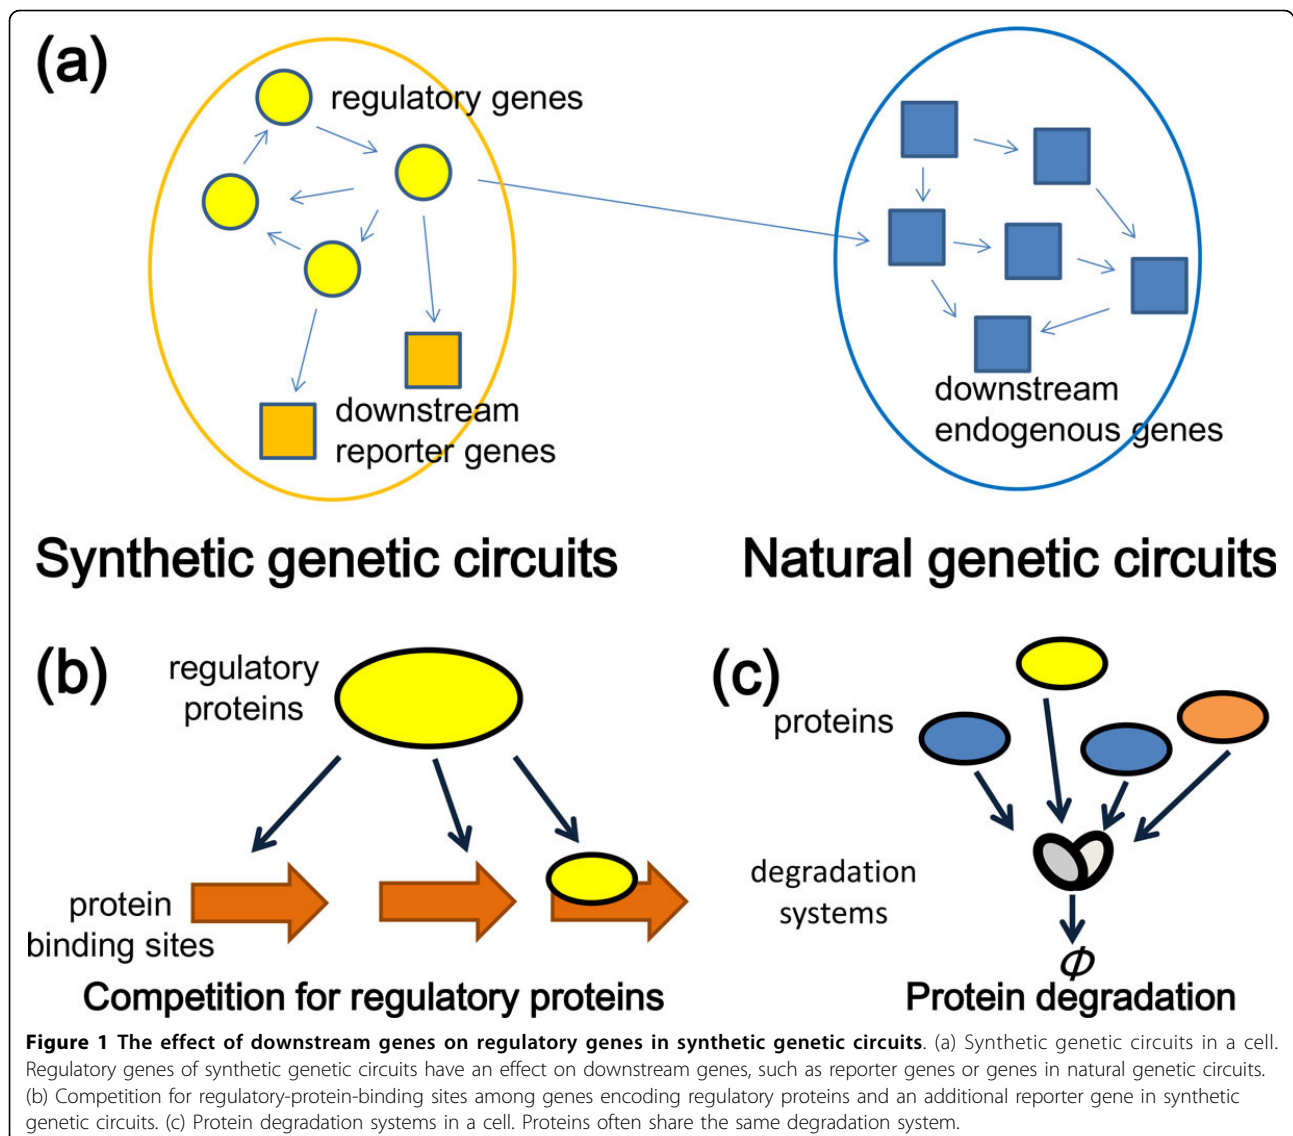 (a)
regulatory genes
downstream
reporter genes
downstream
endogenous genes
Synthetic genetic circuits
Natural genetic circuits
(b)
regulatory
proteins
protein
binding sites
Competition for regulatory proteins
(c)
proteins
degradation
systems
Φ
Protein degradation
Figure 1 The effect of downstream genes on regulatory genes in synthetic genetic circuits. (a) Synthetic genetic circuits in a cell.
Regulatory genes of synthetic genetic circuits have an effect on downstream genes, such as reporter genes or genes in natural genetic circuits.
(b) Competition for regulatory-protein-binding sites among genes encoding regulatory proteins and an additional reporter gene in synthetic
genetic circuits. (c) Protein degradation systems in a cell. Proteins often share the same degradation system.